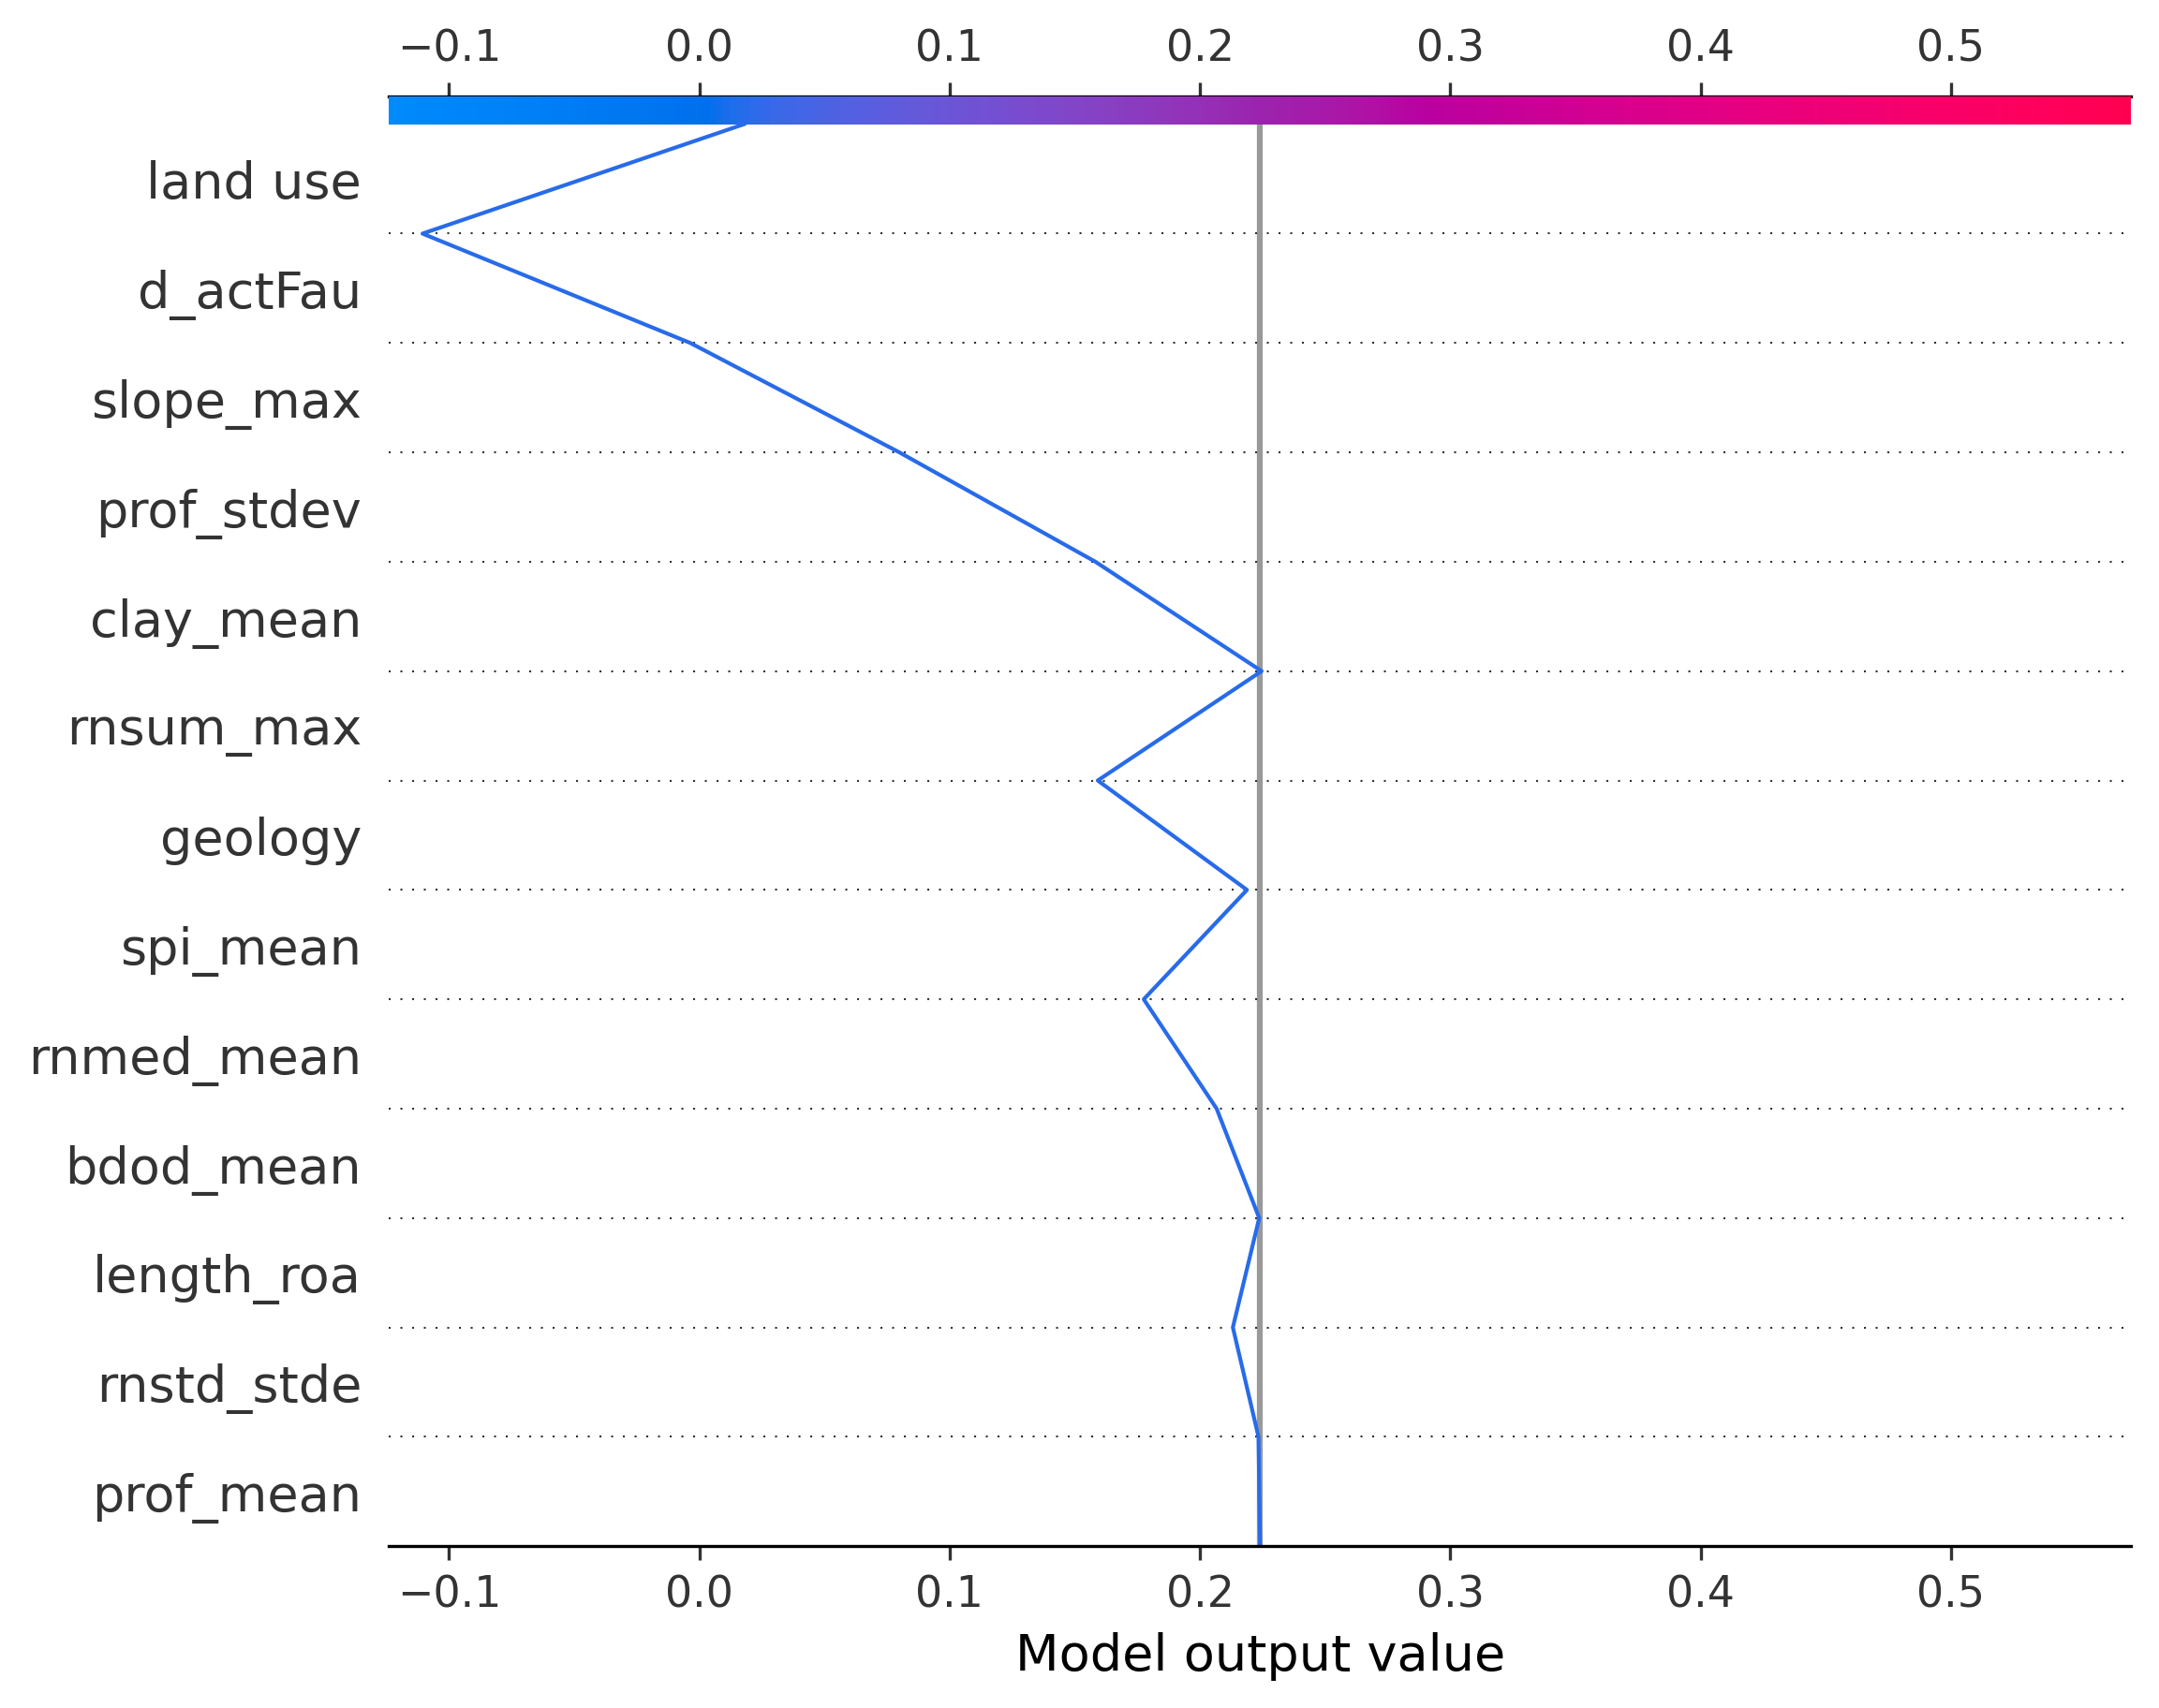 −0.1 0.0 0.1 0.2 0.3 0.4 0.5
land use
d_actFau
slope_max
prof_stdev
clay_mean
rnsum_max
geology
spi_mean
rnmed_mean
bdod_mean
length_roa
rnstd_stde
prof_mean
−0.1 0.0 0.1 0.2 0.3 0.4 0.5
Model output value